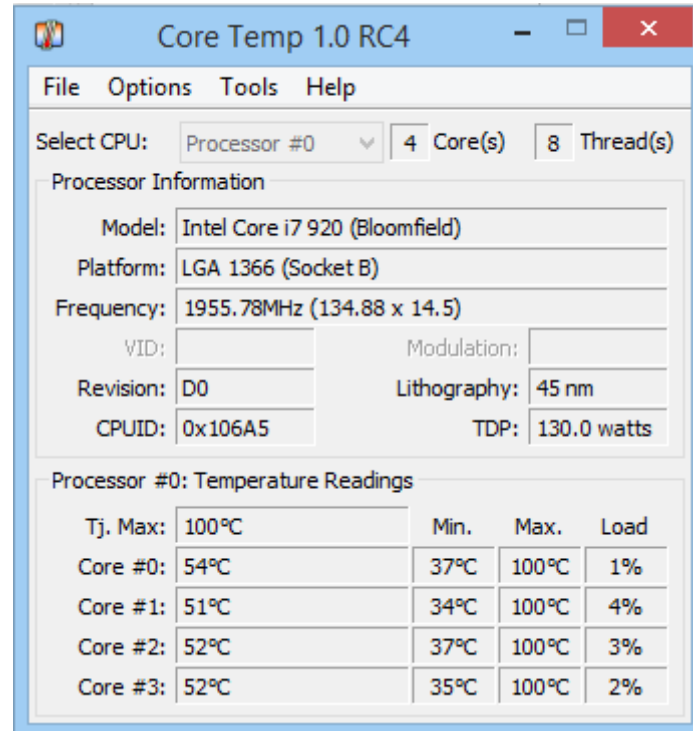 Core Temp 1.0 RC4
File Options Tools Help
Select CPU: Processor #0 4 Core(s) 8 Thread(s)
Processor Information
Model: Intel Core i7 920 (Bloomfield)
Platform: LGA 1366 (Socket B)
Frequency: 1955.78MHz (134.88 x 14.5)
VID: Modulation:
Revision: D0 Lithography: 45 nm
CPUID: 0x106A5 TDP: 130.0 watts
Processor #0: Temperature Readings
Tj. Max: 100°C Min. Max. Load
Core #0: 54°C 37°C 100°C 1%
Core #1: 51°C 34°C 100°C 4%
Core #2: 52°C 37°C 100°C 3%
Core #3: 52°C 35°C 100°C 2%